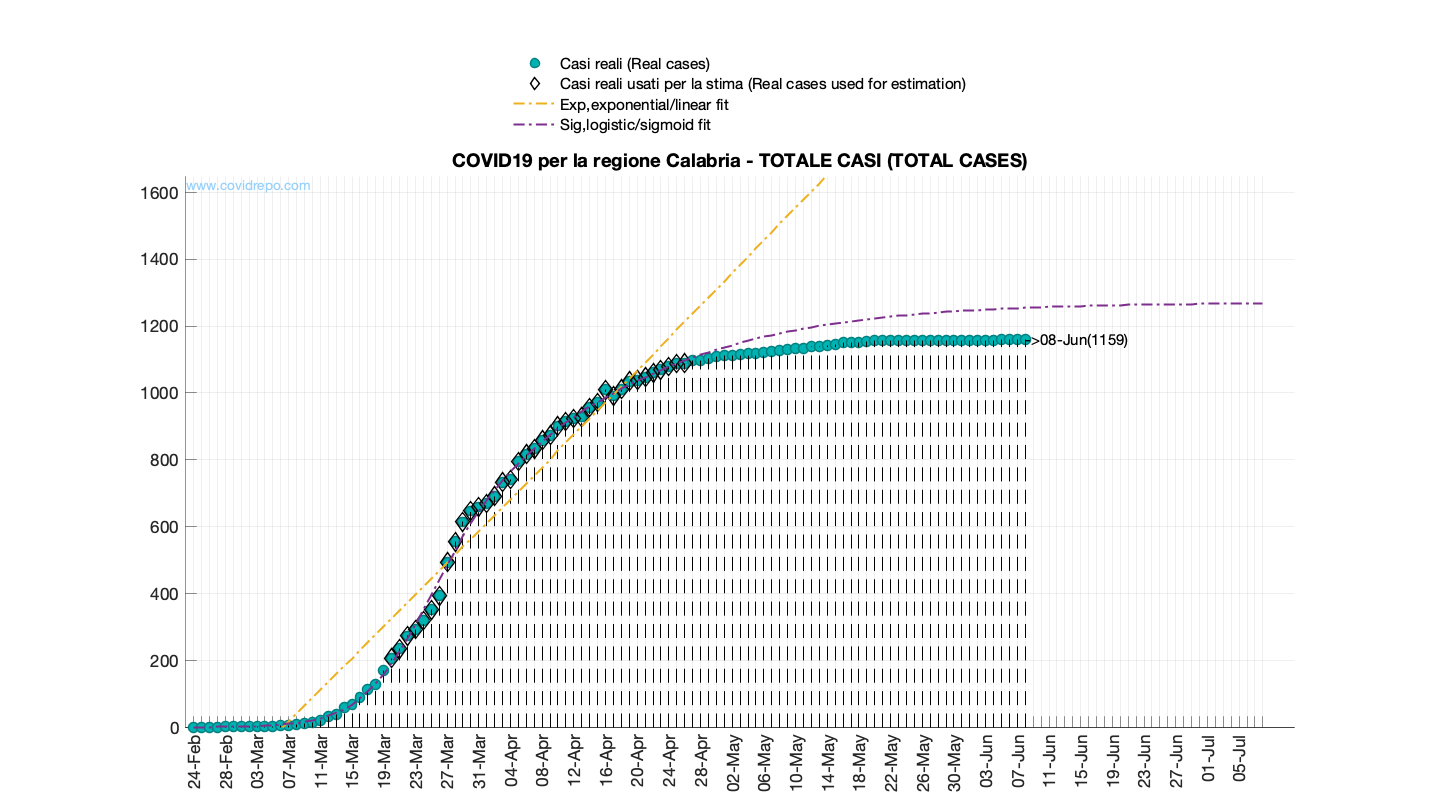 Casi reali (Real cases)
Casi reali usati per la stima (Real cases used for estimation)
Exp,exponential/linear fit
Sig,logistic/sigmoid fit
COVID19 per la regione Calabria - TOTALE CASI (TOTAL CASES)
www.covidrepo.com
1600
1400
1200
1000
800
600
400
200
0
>08-Jun(1159)
24-Feb
28-Feb
03-Mar
07-Mar
11-Mar
15-Mar
19-Mar
23-Mar
27-Mar
31-Mar
04-Apr
08-Apr
12-Apr
16-Apr
20-Apr
24-Apr
28-Apr
02-May
06-May
10-May
14-May
18-May
22-May
26-May
30-May
03-Jun
07-Jun
11-Jun
15-Jun
19-Jun
23-Jun
27-Jun
01-Jul
05-Jul